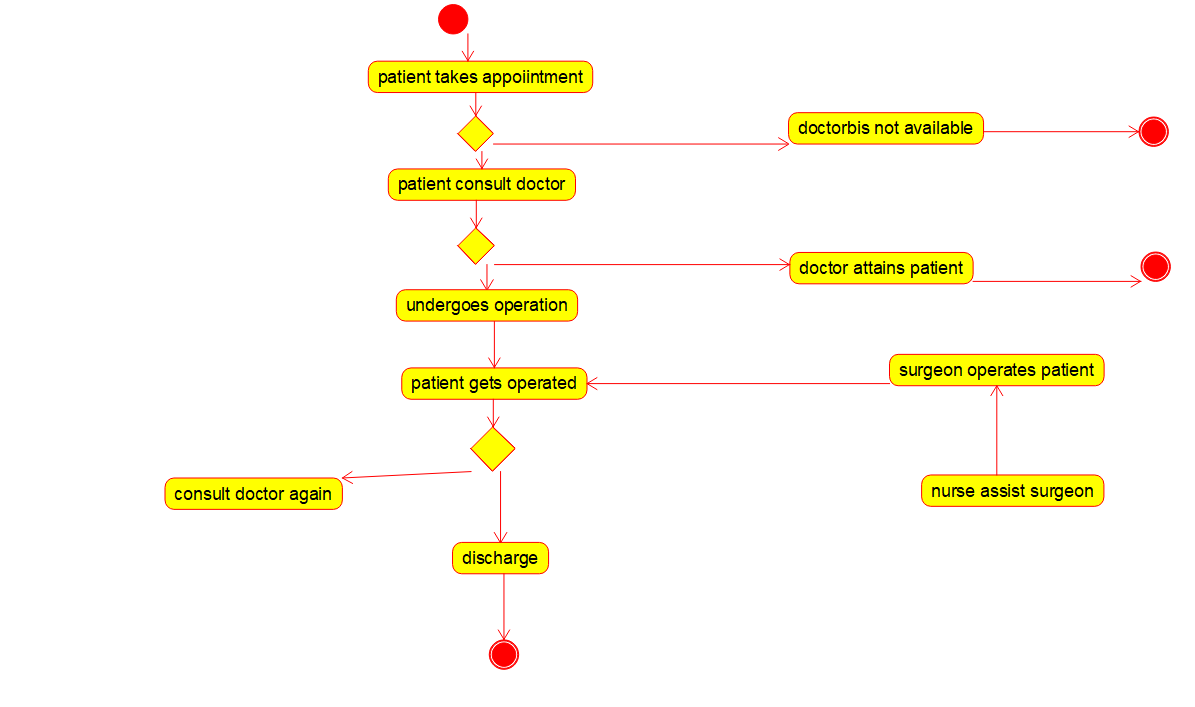 patient takes appoiintment
doctorbis not available
patient consult doctor
doctor attains patient
undergoes operation
surgeon operates patient
patient gets operated
nurse assist surgeon
consult doctor again
discharge